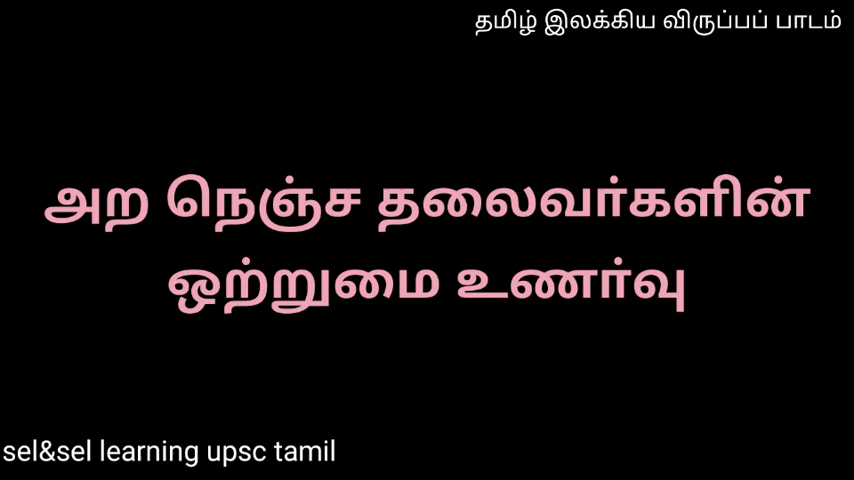 தமிழ் இலக்கிய விருப்பப் பாடம்
அற நெஞ்ச தலைவர்களின்
ஒற்றுமை உணர்வு
sel&sel learning upsc tamil